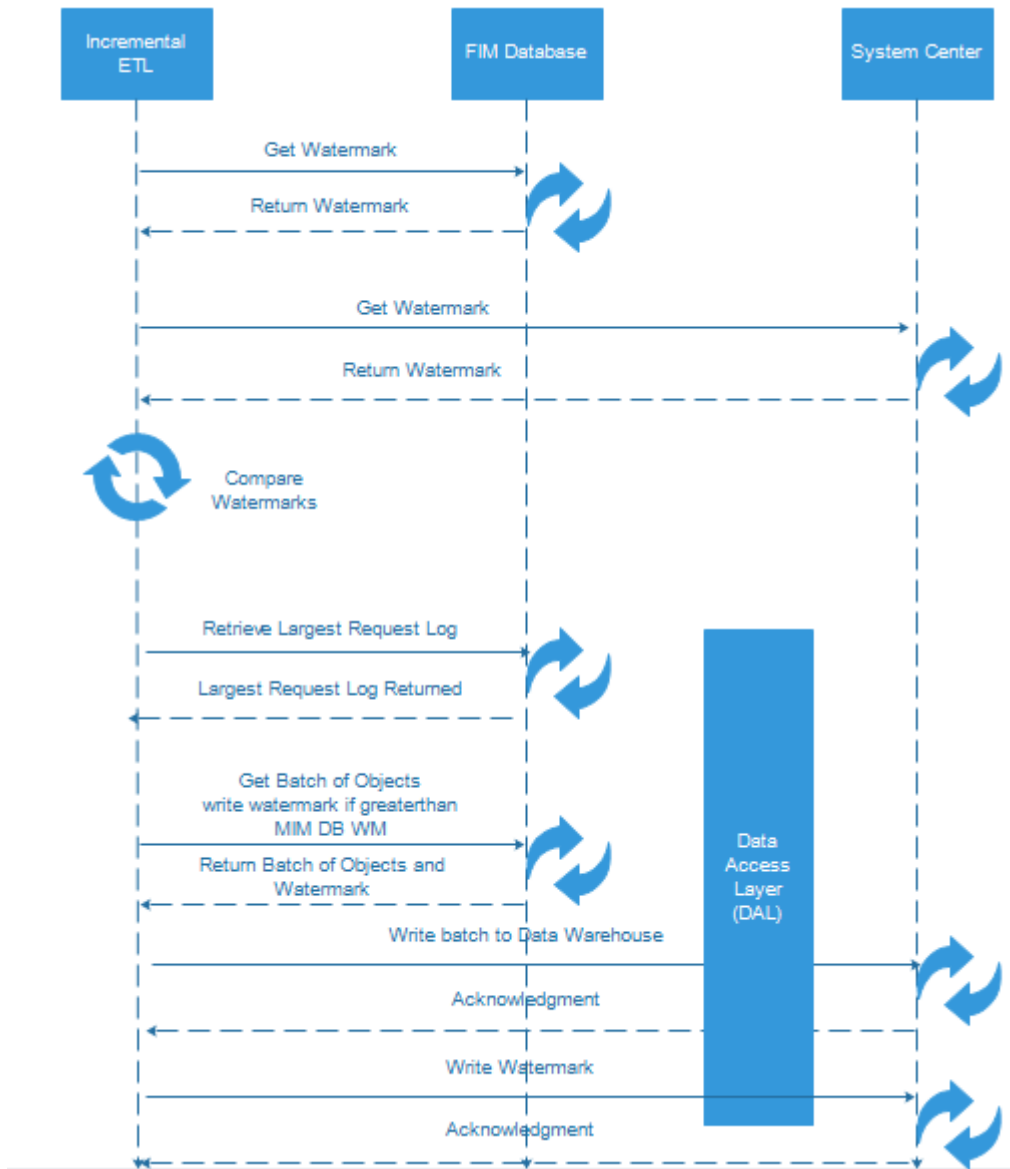 Incremental
ETL
FIM Database
System Center
Get Watermark
Return Watermark
Get Watermark
Return Watermark
Compare
Watermarks
Retrieve Largest Request Log
Largest Request Log Returned
Get Batch of Objects
write watermark if greaterthan
MIM DB WM
Return Batch of Objects and
Watermark
Data
Access
Layer
(DAL)
Write batch to Data Warehouse
Acknowledgment
Write Watermark
Acknowledgment